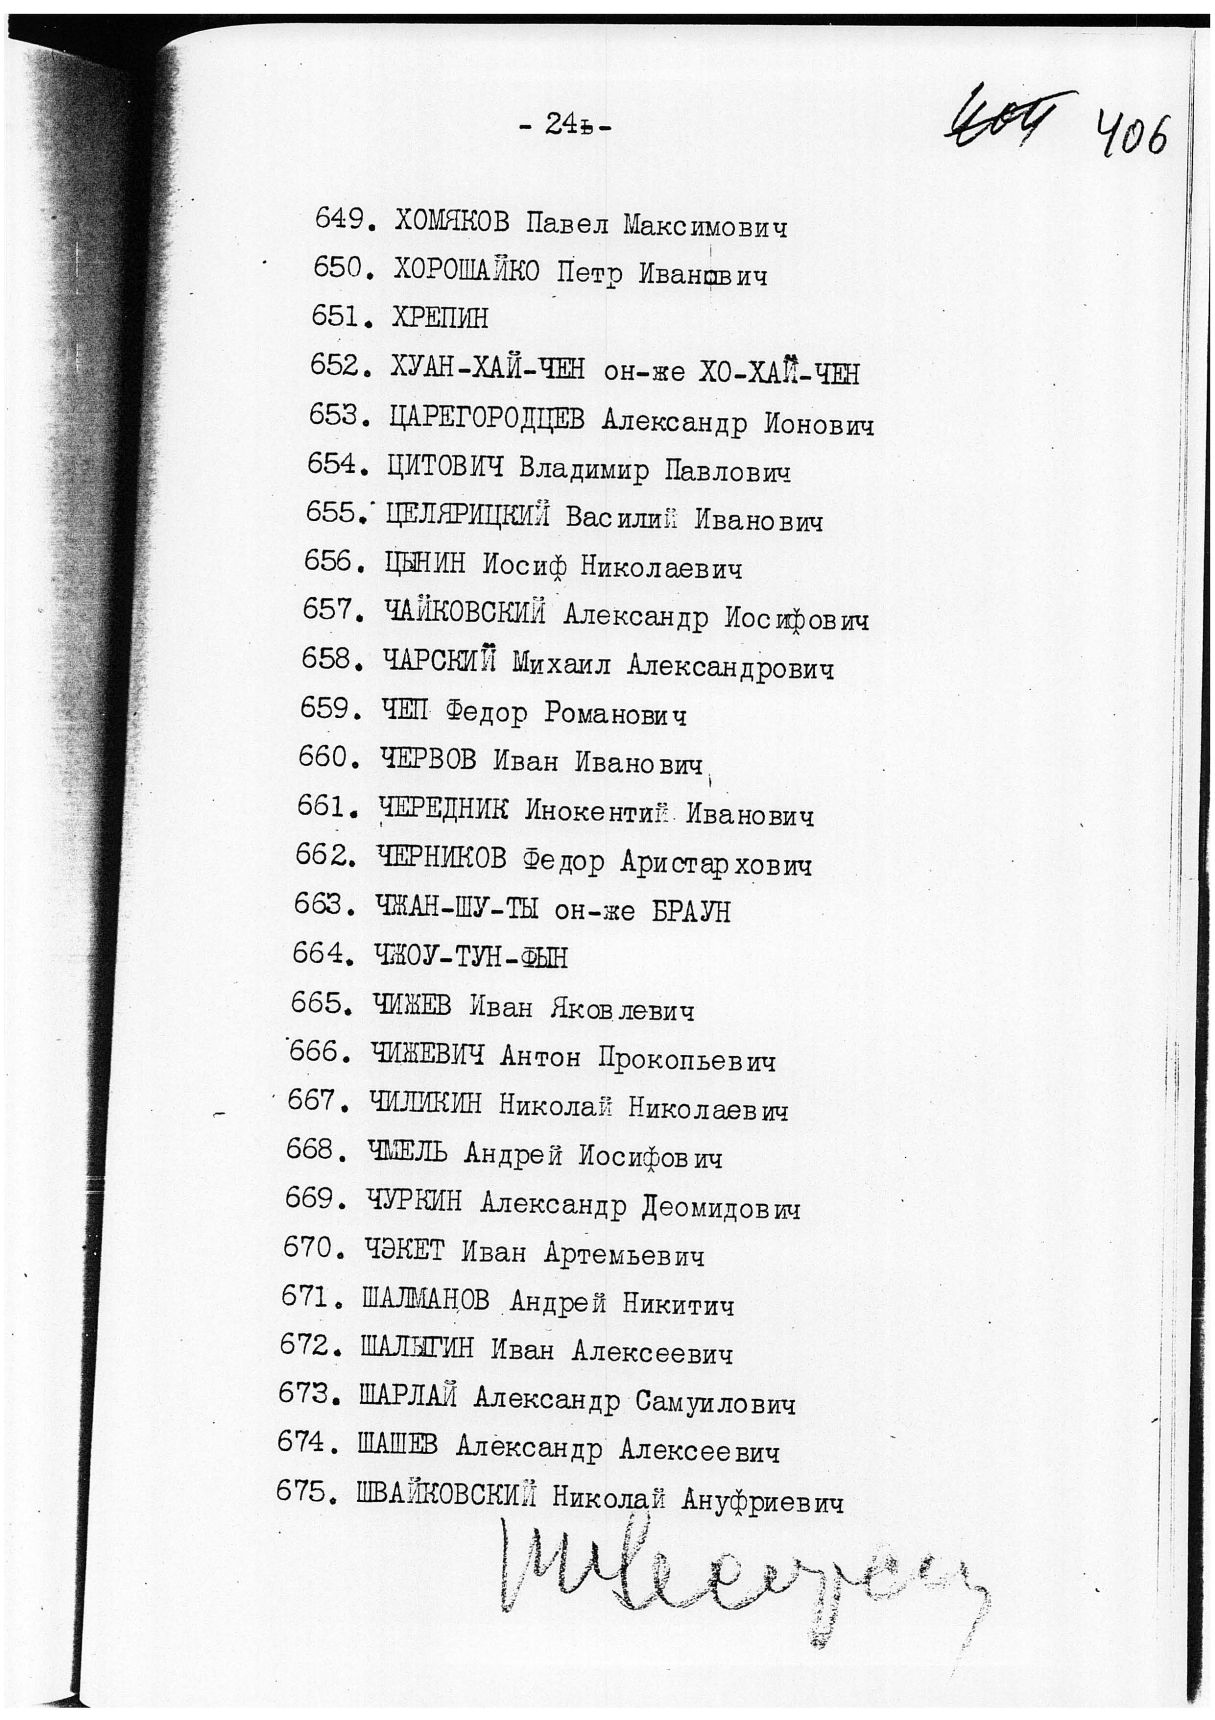 - 24ь-
404 406
649. ХОМЯКОВ Павел Максимович
650. ХОРОШАЙКО Петр Иванович
651. ХРЕПИН
652. ХУАН-ХАЙ-ЧЕН он-же ХО-ХАЙ-ЧЕН
653. ЦАРЕГОРОДЦЕВ Александр Ионович
654. ЦИТОВИЧ Владимир Павлович
655. ЦЕЛЯРИЦКИЙ Василий Иванович
656. ЦЫНИН Иосиф Николаевич
657. ЧАЙКОВСКИЙ Александр Иосифович
658. ЧАРСКИЙ Михаил Александрович
659. ЧЕП Федор Романович
660. ЧЕРВОВ Иван Иванович
661. ЧЕРЕДНИК Инокентий Иванович
662. ЧЕРНИКОВ Федор Аристархович
663. ЧЖАН-ШУ-ТЫ он-же БРАУН
664. ЧЖОУ-ТУН-ФЫН
665. ЧИЖЕВ Иван Яковлевич
666. ЧИЖЕВИЧ Антон Прокопьевич
667. ЧИЛИКИН Николай Николаевич
668. ЧМЕЛЬ Андрей Иосифович
669. ЧУРКИН Александр Деомидович
670. ЧЭКЕТ Иван Артемьевич
671. ШАЛМАНОВ Андрей Никитич
672. ШАЛЫГИН Иван Алексеевич
673. ШАРЛАЙ Александр Самуилович
674. ШАШЕВ Александр Алексеевич
675. ШВАЙКОВСКИЙ Николай Ануфриевич